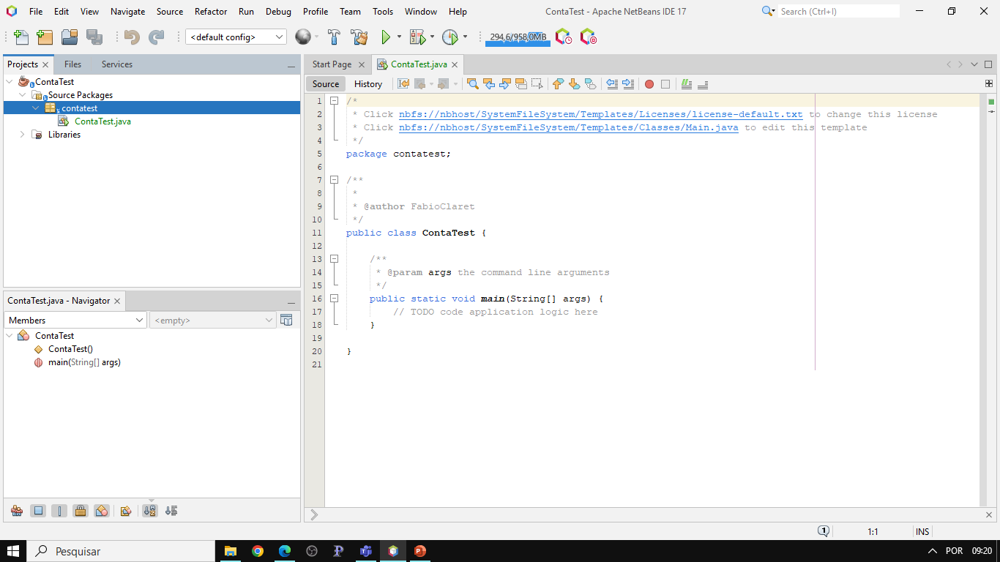 File Edit View Navigate Source Refactor Run Debug Profile Team Tools Window Help
ContaTest - Apache NetBeans IDE 17
Search (Ctrl+I)
<default config>
294,6/958,0MB
Projects
Files
Services
ContaTest
Source Packages
contatest
ContaTest.java
Libraries
ContaTest.java - Navigator
Members
<empty>
ContaTest
ContaTest()
main(String[] args)
Start Page
ContaTest.java
Source
History
1 /*
2 * Click nbfs://nbhost/SystemFileSystem/Templates/Licenses/license-default.txt to change this license
3 * Click nbfs://nbhost/SystemFileSystem/Templates/Classes/Main.java to edit this template
4 */
5 package contatest;
6
7 /**
8 *
9 * @author FabioClaret
10 */
11 public class ContaTest {
12
13 /**
14 * @param args the command line arguments
15 */
16 public static void main(String[] args) {
17 // TODO code application logic here
18 }
19
20 }
21
1
1:1
INS
Pesquisar
POR
09:20